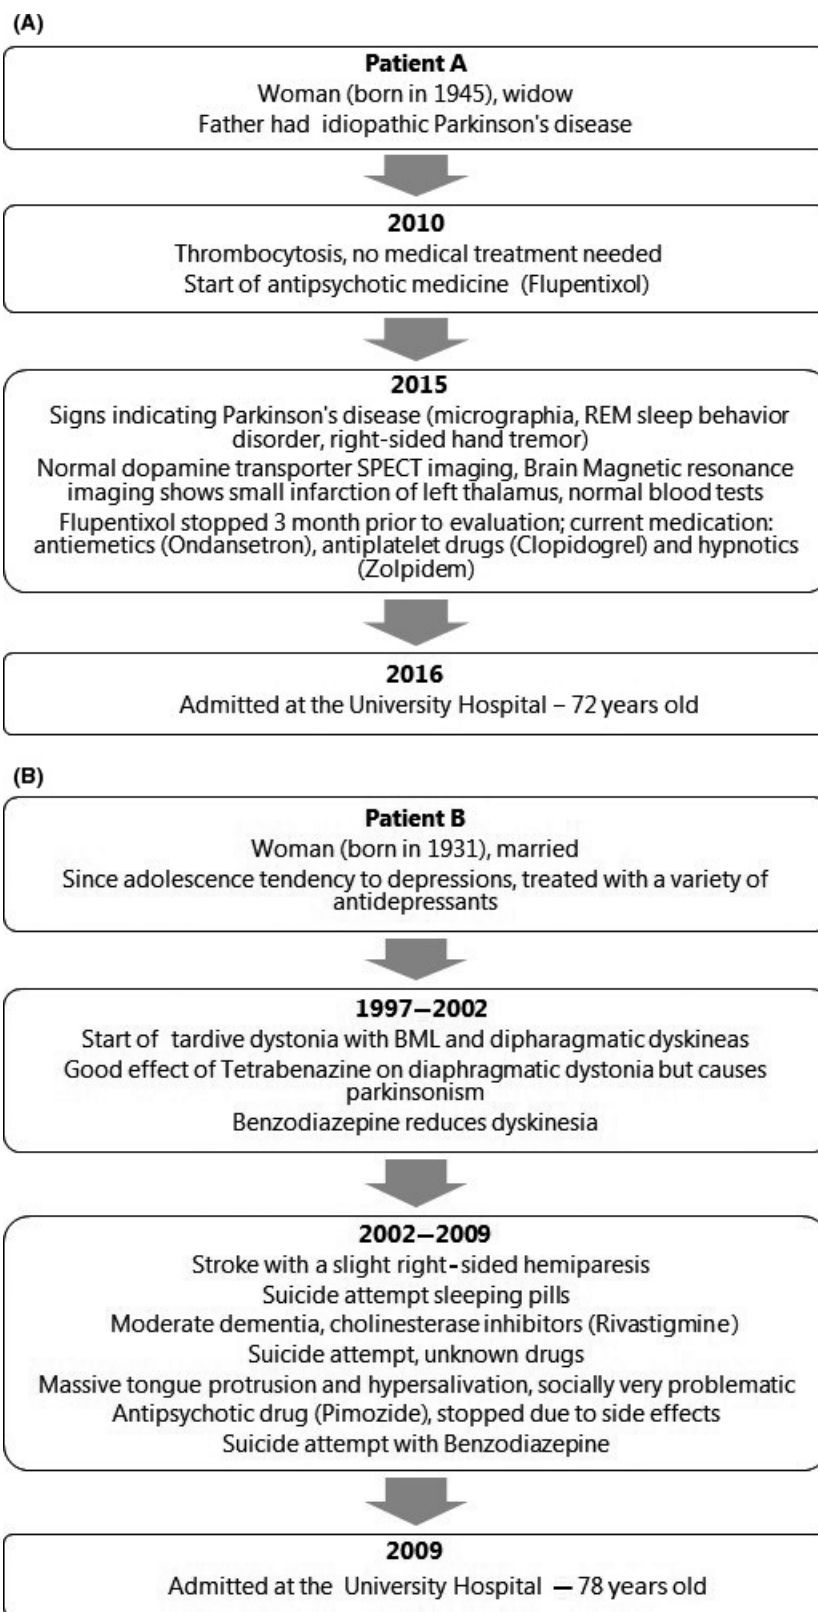 (A)
Patient A
Woman (born in 1945), widow
Father had idiopathic Parkinson's disease
2010
Thrombocytosis, no medical treatment needed
Start of antipsychotic medicine (Flupentixol)
2015
Signs indicating Parkinson's disease (micrographia, REM sleep behavior
disorder, right-sided hand tremor)
Normal dopamine transporter SPECT imaging, Brain Magnetic resonance
imaging shows small infarction of left thalamus, normal blood tests
Flupentixol stopped 3 month prior to evaluation; current medication:
antiemetics (Ondansetron), antiplatelet drugs (Clopidogrel) and hypnotics
(Zolpidem)
2016
Admitted at the University Hospital – 72 years old
(B)
Patient B
Woman (born in 1931), married
Since adolescence tendency to depressions, treated with a variety of
antidepressants
1997–2002
Start of tardive dystonia with BML and dipharagmatic dyskineas
Good effect of Tetrabenazine on diaphragmatic dystonia but causes
parkinsonism
Benzodiazepine reduces dyskinesia
2002–2009
Stroke with a slight right-sided hemiparesis
Suicide attempt sleeping pills
Moderate dementia, cholinesterase inhibitors (Rivastigmine)
Suicide attempt, unknown drugs
Massive tongue protrusion and hypersalivation, socially very problematic
Antipsychotic drug (Pimozide), stopped due to side effects
Suicide attempt with Benzodiazepine
2009
Admitted at the University Hospital — 78 years old